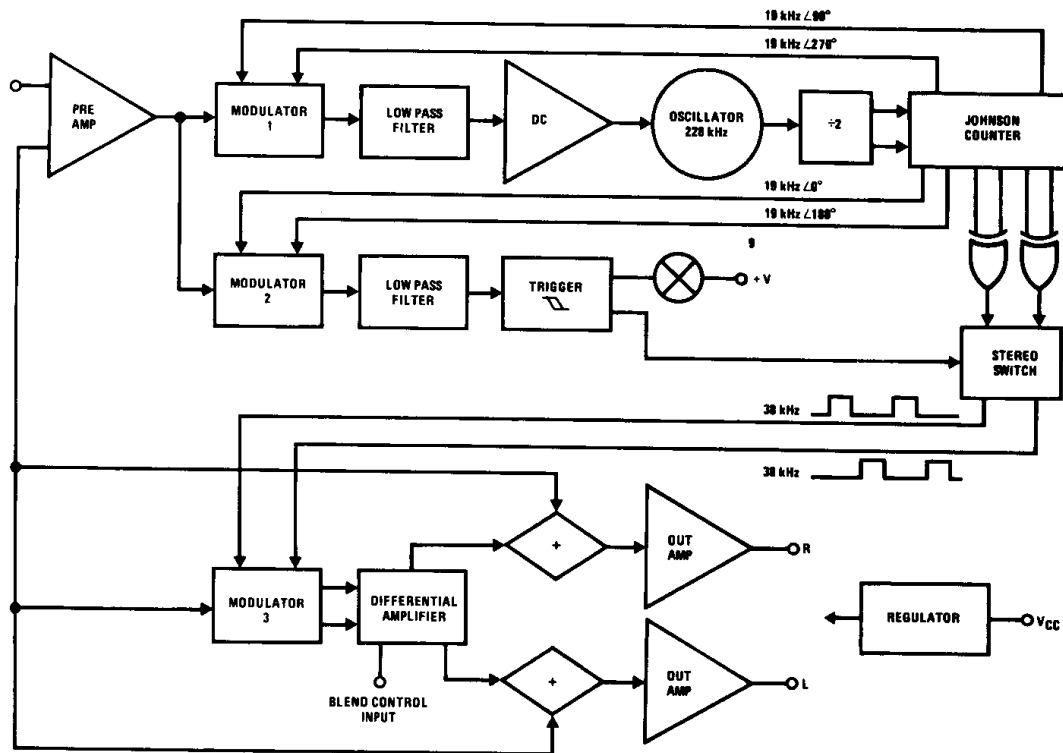 19 kHz ∠90°
19 kHz ∠270°
PRE
AMP
MODULATOR
1
LOW PASS
FILTER
DC
OSCILLATOR
228 kHz
÷2
JOHNSON
COUNTER
19 kHz ∠0°
19 kHz ∠180°
9
MODULATOR
2
LOW PASS
FILTER
TRIGGER
+ V
STEREO
SWITCH
38 kHz
38 kHz
+
OUT
AMP
R
MODULATOR
3
DIFFERENTIAL
AMPLIFIER
REGULATOR
VCC
+
OUT
AMP
L
BLEND CONTROL
INPUT